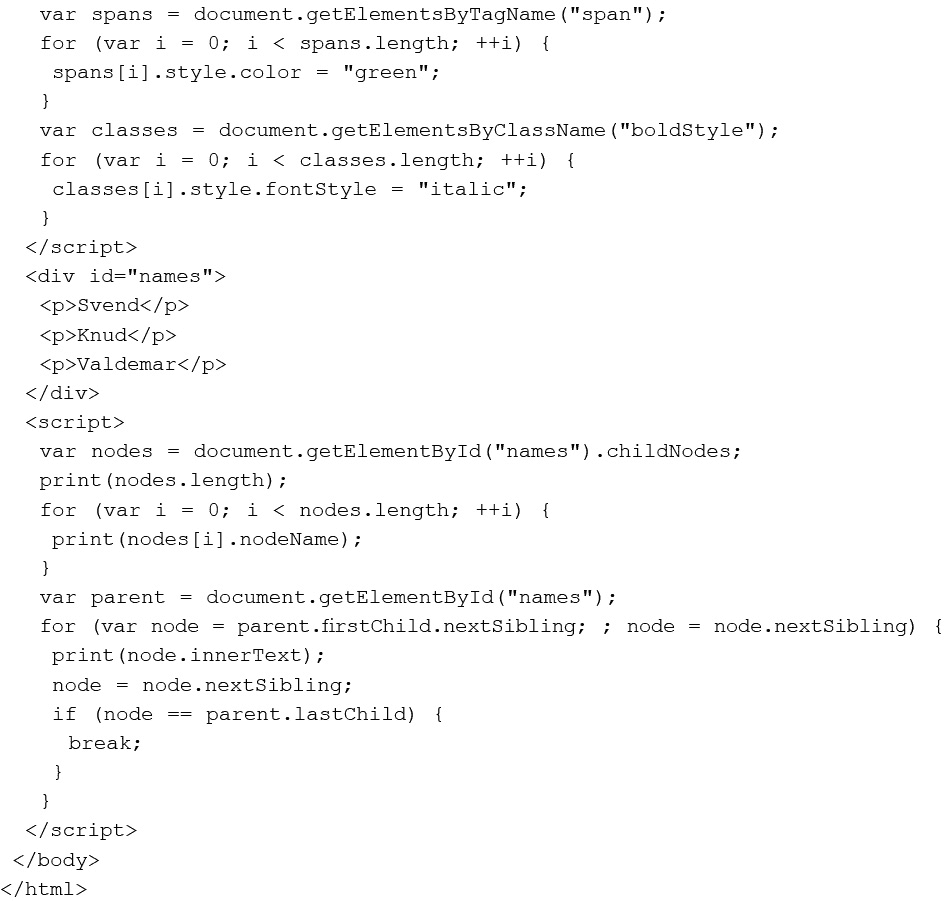 var spans = document.getElementsByTagName("span");
   for (var i = 0; i < spans.length; ++i) {
    spans[i].style.color = "green";
   }
   var classes = document.getElementsByClassName("boldStyle");
   for (var i = 0; i < classes.length; ++i) {
    classes[i].style.fontStyle = "italic";
   }
  </script>
  <div id="names">
   <p>Svend</p>
   <p>Knud</p>
   <p>Valdemar</p>
  </div>
  <script>
   var nodes = document.getElementById("names").childNodes;
   print(nodes.length);
   for (var i = 0; i < nodes.length; ++i) {
    print(nodes[i].nodeName);
   }
   var parent = document.getElementById("names");
   for (var node = parent.firstChild.nextSibling; ; node = node.nextSibling) {
    print(node.innerText);
    node = node.nextSibling;
    if (node == parent.lastChild) {
     break;
    }
   }
  </script>
 </body>
</html>